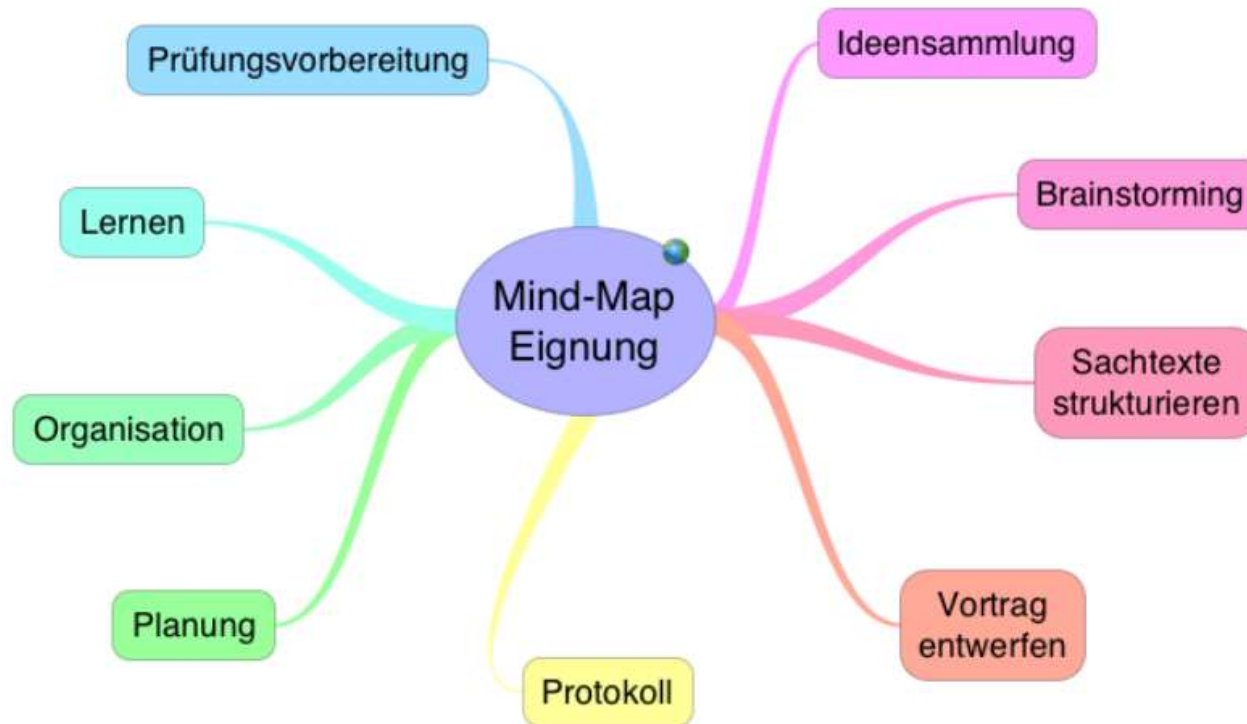 Mind-Map
Eignung
Ideensammlung
Brainstorming
Sachtexte
strukturieren
Vortrag
entwerfen
Protokoll
Planung
Organisation
Lernen
Prüfungsvorbereitung